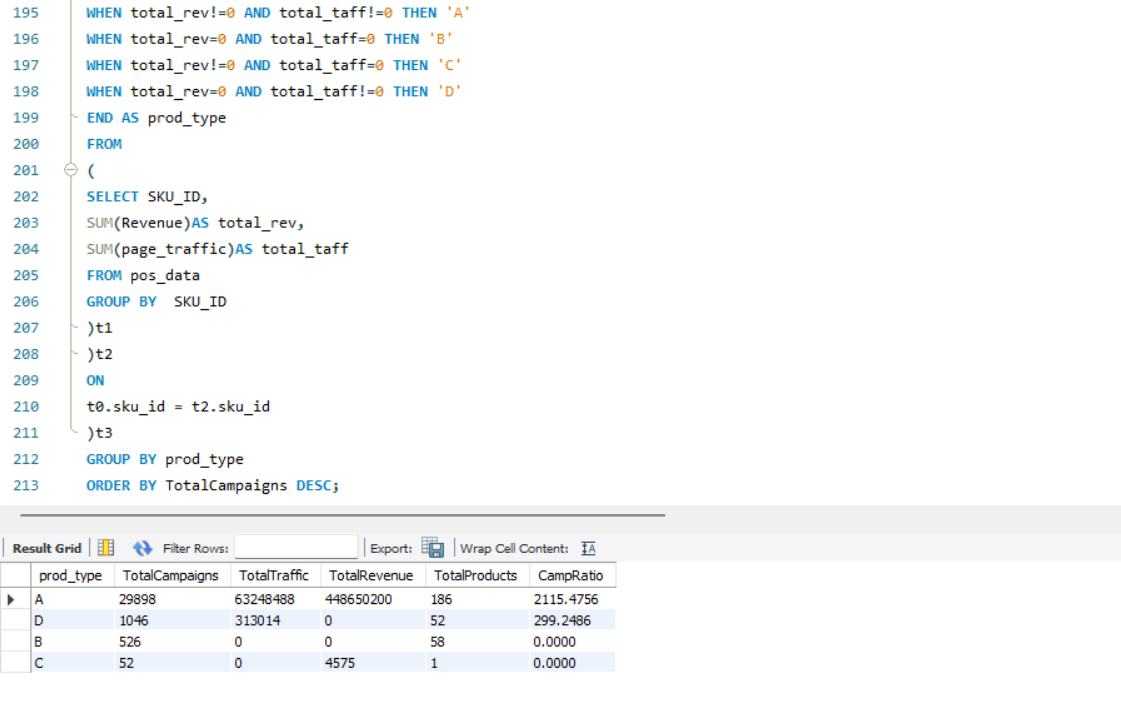 195 WHEN total_rev!=0 AND total_taff!=0 THEN 'A'
196 WHEN total_rev=0 AND total_taff=0 THEN 'B'
197 WHEN total_rev!=0 AND total_taff=0 THEN 'C'
198 WHEN total_rev=0 AND total_taff!=0 THEN 'D'
199 END AS prod_type
200 FROM
201 (
202 SELECT SKU_ID,
203 SUM(Revenue)AS total_rev,
204 SUM(page_traffic)AS total_taff
205 FROM pos_data
206 GROUP BY  SKU_ID
207 )t1
208 )t2
209 ON
210 t0.sku_id = t2.sku_id
211 )t3
212 GROUP BY prod_type
213 ORDER BY TotalCampaigns DESC;
Result Grid Filter Rows: Export: Wrap Cell Content: IA
prod_type TotalCampaigns TotalTraffic TotalRevenue TotalProducts CampRatio
A 29898 63248488 448650200 186 2115.4756
D 1046 313014 0 52 299.2486
B 526 0 0 58 0.0000
C 52 0 4575 1 0.0000